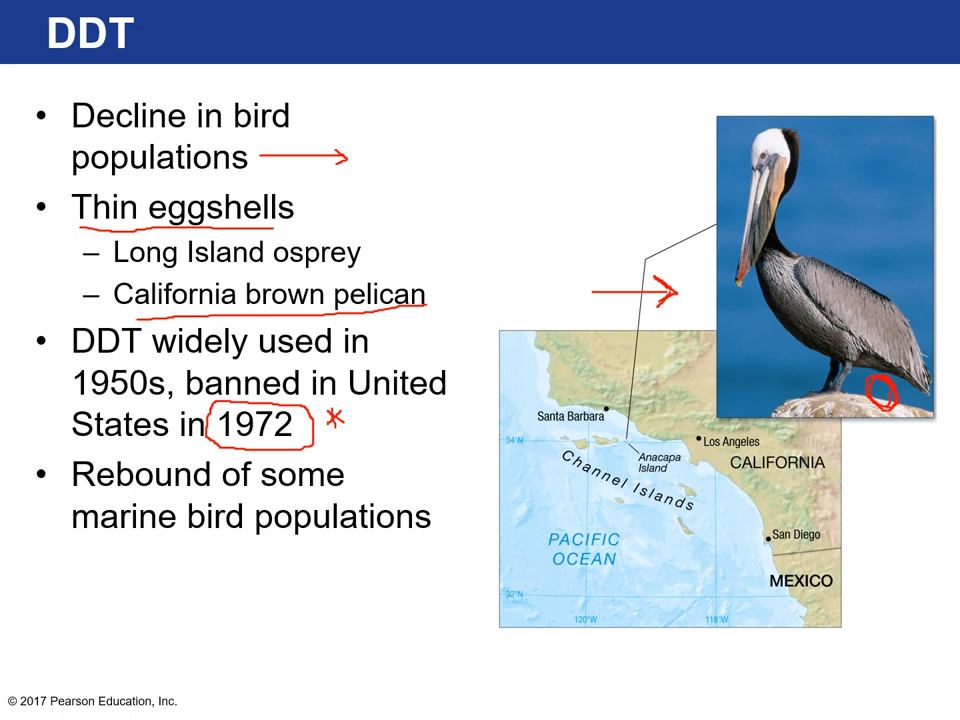 DDT
• Decline in bird
populations
• Thin eggshells
– Long Island osprey
– California brown pelican
• DDT widely used in
1950s, banned in United
States in 1972 *
• Rebound of some
marine bird populations
Santa Barbara
34°N
Los Angeles
Anacapa
Island
CALIFORNIA
Channel Islands
PACIFIC
OCEAN
San Diego
MEXICO
32°N
120°W
118°W
© 2017 Pearson Education, Inc.